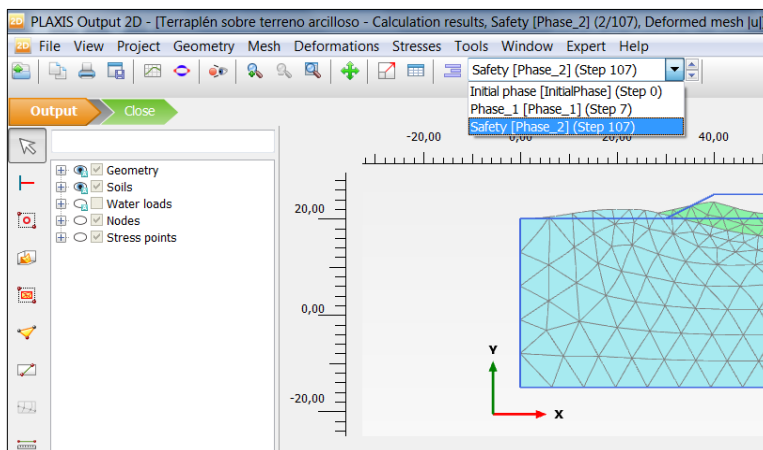 PLAXIS Output 2D - [Terraplén sobre terreno arcilloso - Calculation results, Safety [Phase_2] (2/107), Deformed mesh |u|
File View Project Geometry Mesh Deformations Stresses Tools Window Expert Help
Safety [Phase_2] (Step 107)
Initial phase [InitialPhase] (Step 0)
Phase_1 [Phase_1] (Step 7)
Safety [Phase_2] (Step 107)
Output Close
-20,00 0,00 20,00 40,00
Geometry
Soils
Water loads
Nodes
Stress points
20,00
0,00
-20,00
Y
X